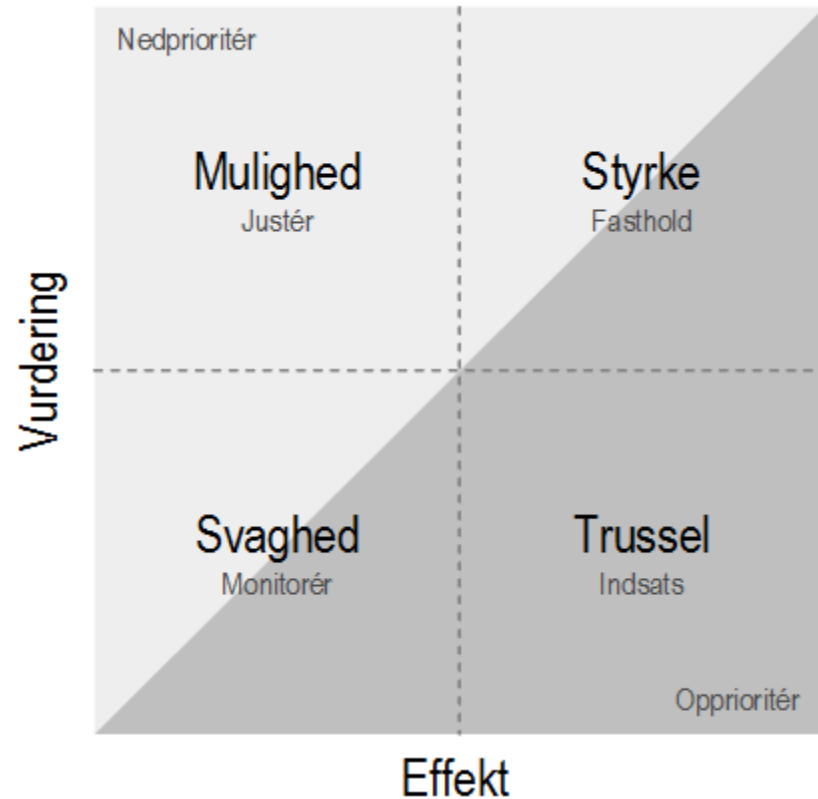 Nedprioritér
Mulighed
Justér
Styrke
Fasthold
Vurdering
Svaghed
Monitorér
Trussel
Indsats
Opprioritér
Effekt